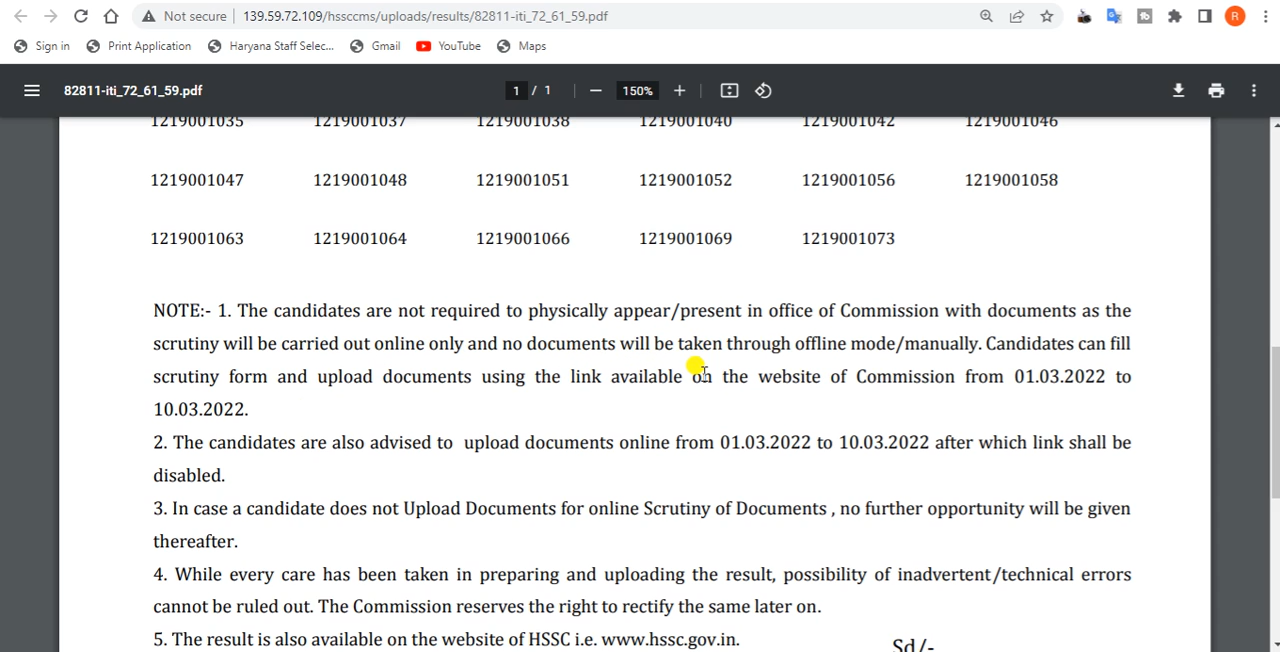 Not secure | 139.59.72.109/hssccms/uploads/results/82811-iti_72_61_59.pdf R
Sign in Print Application Haryana Staff Selec... Gmail YouTube Maps
82811-iti_72_61_59.pdf 1 / 1 150%
1219001035 1219001037 1219001038 1219001040 1219001042 1219001046
1219001047 1219001048 1219001051 1219001052 1219001056 1219001058
1219001063 1219001064 1219001066 1219001069 1219001073
NOTE:- 1. The candidates are not required to physically appear/present in office of Commission with documents as the
scrutiny will be carried out online only and no documents will be taken through offline mode/manually. Candidates can fill
scrutiny form and upload documents using the link available on the website of Commission from 01.03.2022 to
10.03.2022.
2. The candidates are also advised to upload documents online from 01.03.2022 to 10.03.2022 after which link shall be
disabled.
3. In case a candidate does not Upload Documents for online Scrutiny of Documents , no further opportunity will be given
thereafter.
4. While every care has been taken in preparing and uploading the result, possibility of inadvertent/technical errors
cannot be ruled out. The Commission reserves the right to rectify the same later on.
5. The result is also available on the website of HSSC i.e. www.hssc.gov.in.
Sd/-